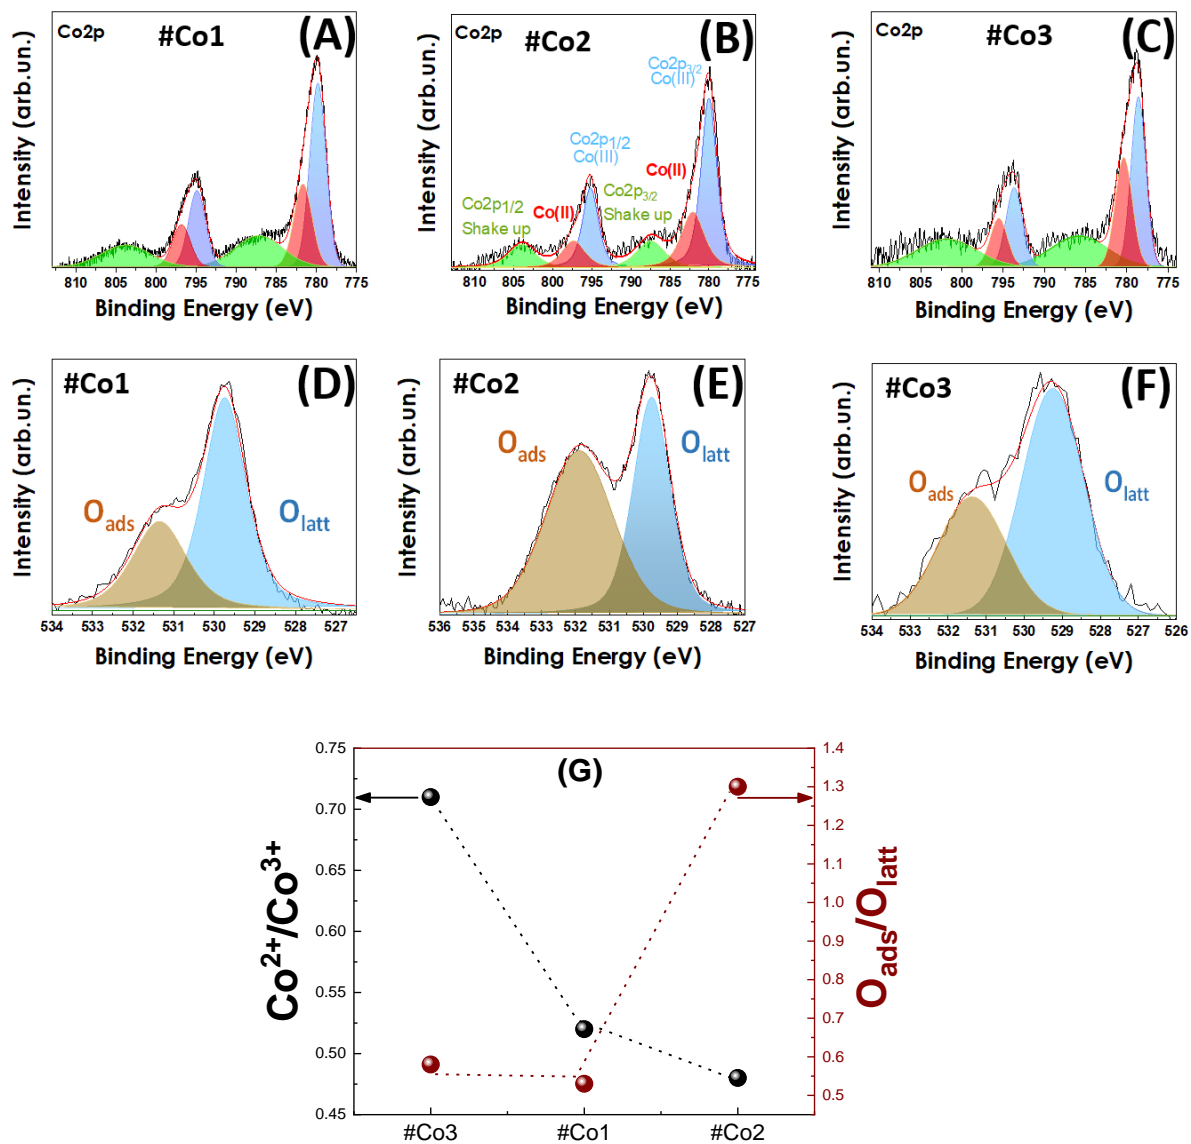 Co2p
#Co1
(A)
Intensity (arb.un.)
810 805 800 795 790 785 780 775
Binding Energy (eV)
Co2p
#Co2
(B)
Co2p3/2
Co(III)
Co2p1/2
Co(III)
Co(II)
Co2p3/2
Shake up
Co2p1/2
Shake up
Co(II)
Intensity (arb.un.)
810 805 800 795 790 785 780 775
Binding Energy (eV)
Co2p
#Co3
(C)
Intensity (arb.un.)
810 805 800 795 790 785 780 775
Binding Energy (eV)
#Co1
(D)
Oads
Olatt
Intensity (arb.un.)
534 533 532 531 530 529 528 527
Binding Energy (eV)
#Co2
(E)
Oads
Olatt
Intensity (arb.un.)
536 535 534 533 532 531 530 529 528 527
Binding Energy (eV)
#Co3
(F)
Oads
Olatt
Intensity (arb.un.)
534 533 532 531 530 529 528 527 526
Binding Energy (eV)
(G)
Co2+/Co3+
0.75
0.70
0.65
0.60
0.55
0.50
0.45
Oads/Olatt
1.4
1.3
1.2
1.1
1.0
0.9
0.8
0.7
0.6
0.5
#Co3 #Co1 #Co2